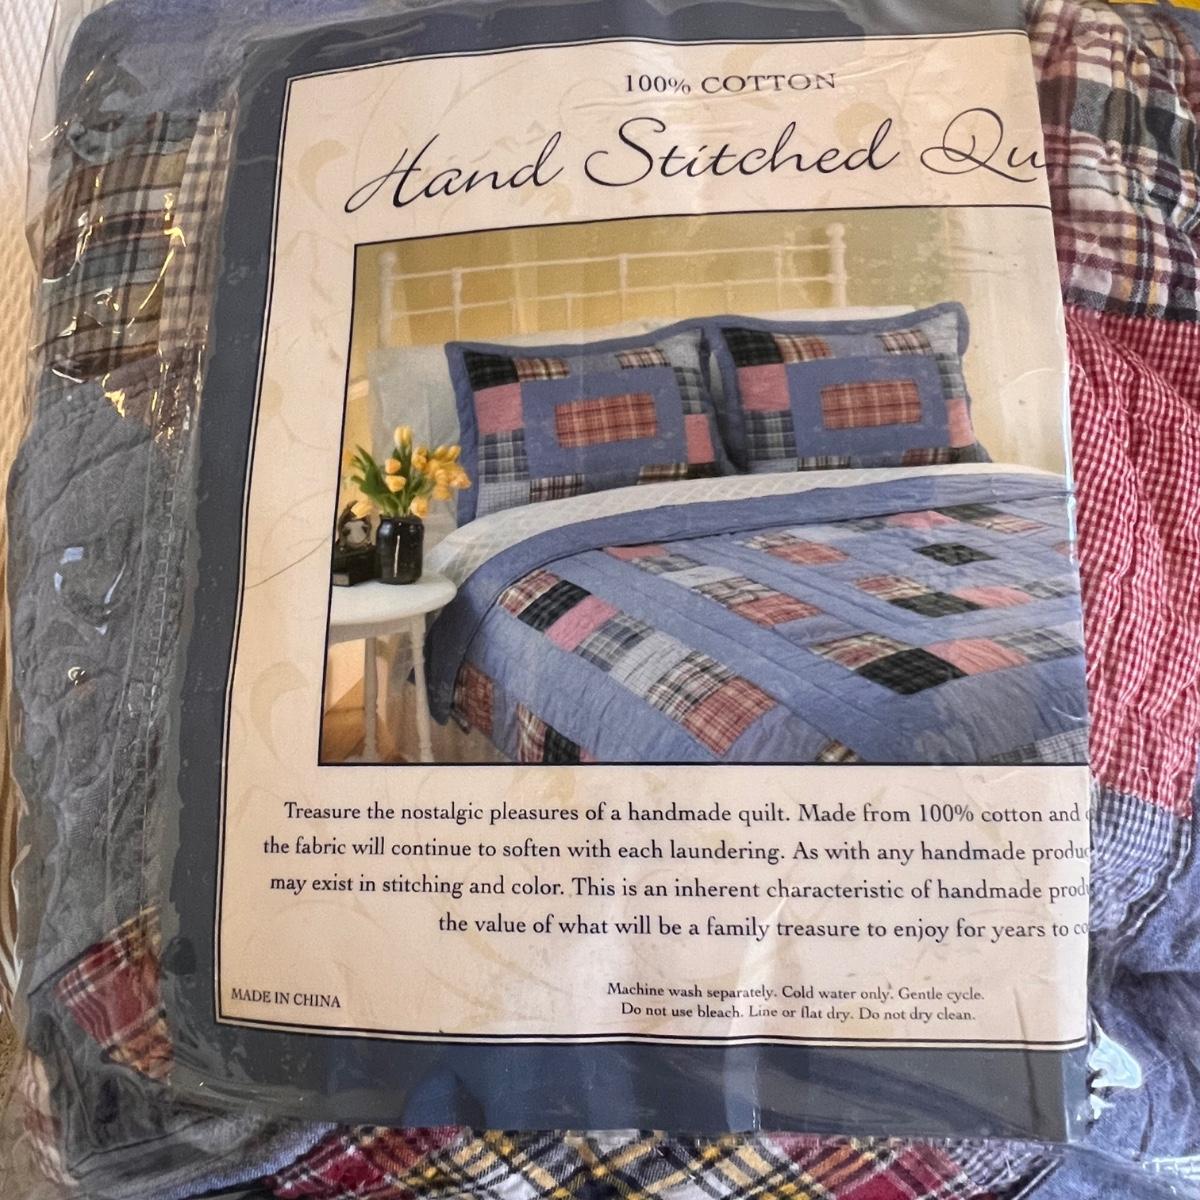 100% COTTON
Hand Stitched Qu
Treasure the nostalgic pleasures of a handmade quilt. Made from 100% cotton and
the fabric will continue to soften with each laundering. As with any handmade produc
may exist in stitching and color. This is an inherent characteristic of handmade prod
the value of what will be a family treasure to enjoy for years to co
MADE IN CHINA
Machine wash separately. Cold water only. Gentle cycle.
Do not use bleach. Line or flat dry. Do not dry clean.